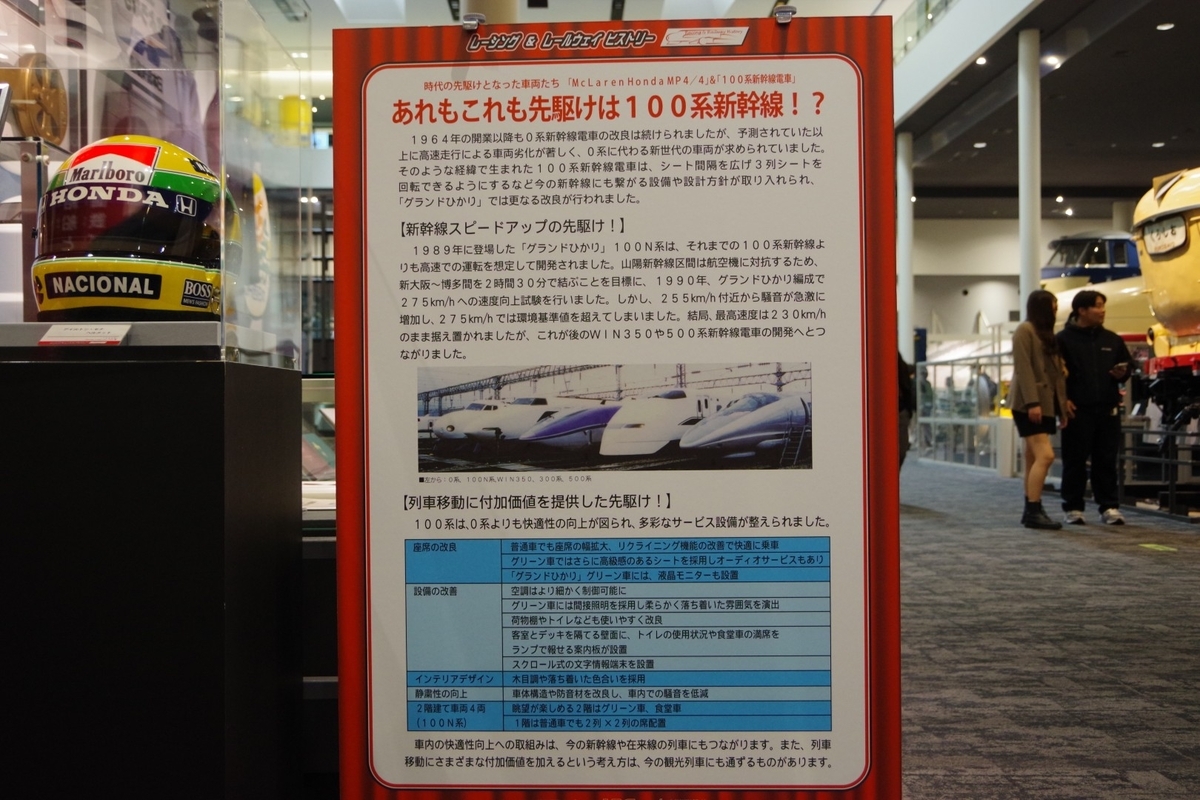 レーシング & レールウェイ ヒストリー
時代の先駆けとなった車両たち 「McLarenHondaMP4/4」&「100系新幹線電車」
あれもこれも先駆けは100系新幹線！？
1964年の開業以降も0系新幹線電車の改良は続けられましたが、予測されていた以
上に高速走行による車両劣化が著しく、0系に代わる新世代の車両が求められていました。
そのような経緯で生まれた100系新幹線電車は、シート間隔を広げ3列シートを
回転できるようにするなど今の新幹線にも繋がる設備や設計方針が取り入れられ、
「グランドひかり」では更なる改良が行われました。
【新幹線スピードアップの先駆け！】
1989年に登場した「グランドひかり」100N系は、それまでの100系新幹線よ
りも高速での運転を想定して開発されました。山陽新幹線区間は航空機に対抗するため、
新大阪～博多間を2時間30分で結ぶことを目標に、1990年、グランドひかり編成で
275km/hへの速度向上試験を行いました。しかし、255km/h付近から騒音が急激に
増加し、275km/hでは環境基準値を超えてしまいました。結局、最高速度は230km/h
のまま据え置かれましたが、これが後のWIN350や500系新幹線電車の開発へとつ
ながりました。
■左から：0系、100N系、WIN350、300系、500系
【列車移動に付加価値を提供した先駆け！】
100系は、0系よりも快適性の向上が図られ、多彩なサービス設備が整えられました。
座席の改良 普通車でも座席の幅拡大、リクライニング機能の改善で快適に乗車
グリーン車ではさらに高級感のあるシートを採用しオーディオサービスもあり
「グランドひかり」グリーン車には、液晶モニターも設置
設備の改善 空調はより細かく制御可能に
グリーン車には間接照明を採用し柔らかく落ち着いた雰囲気を演出
荷物棚やトイレなども使いやすく改良
客室とデッキを隔てる壁面に、トイレの使用状況や食堂車の満席を
ランプで報せる案内板が設置
スクロール式の文字情報端末を設置
インテリアデザイン 木目調や落ち着いた色合いを採用
静粛性の向上 車体構造や防音材を改良し、車内での騒音を低減
2階建て車両4両 眺望が楽しめる2階はグリーン車、食堂車
（100N系） 1階は普通車でも2列×2列の席配置
車内の快適性向上への取組みは、今の新幹線や在来線の列車にもつながります。また、列車
移動にさまざまな付加価値を加えるという考え方は、今の観光列車にも通ずるものがあります。
Marlboro
HONDA
NACIONAL
BOSS
くろしお